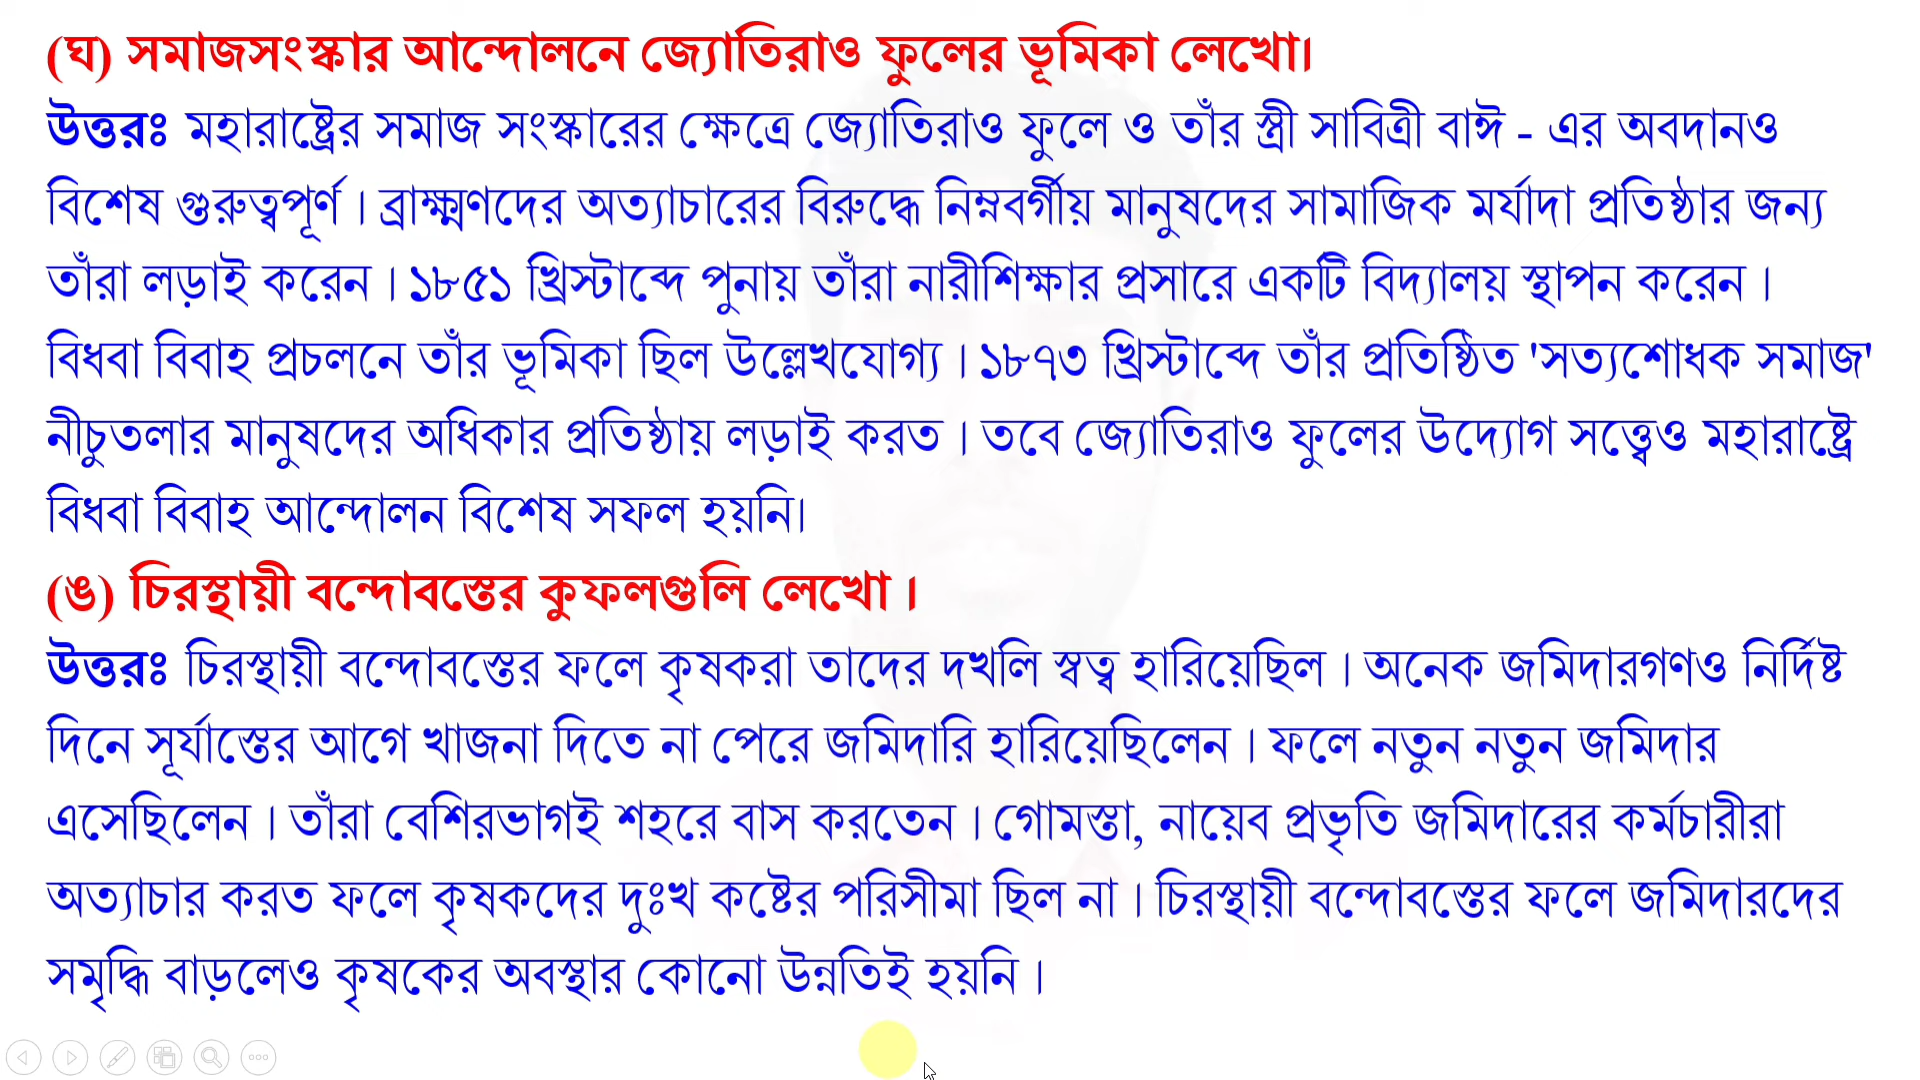 (ঘ) সমাজসংস্কার আন্দোলনে জ্যোতিরাও ফুলের ভূমিকা লেখো।
উত্তরঃ মহারাষ্ট্রের সমাজ সংস্কারের ক্ষেত্রে জ্যোতিরাও ফুলে ও তাঁর স্ত্রী সাবিত্রী বাঈ - এর অবদানও
বিশেষ গুরুত্বপূর্ণ । ব্রাহ্মণদের অত্যাচারের বিরুদ্ধে নিম্নবর্গীয় মানুষদের সামাজিক মর্যাদা প্রতিষ্ঠার জন্য
তাঁরা লড়াই করেন । ১৮৫১ খ্রিস্টাব্দে পুনায় তাঁরা নারীশিক্ষার প্রসারে একটি বিদ্যালয় স্থাপন করেন ।
বিধবা বিবাহ প্রচলনে তাঁর ভূমিকা ছিল উল্লেখযোগ্য । ১৮৭৩ খ্রিস্টাব্দে তাঁর প্রতিষ্ঠিত 'সত্যশোধক সমাজ'
নীচুতলার মানুষদের অধিকার প্রতিষ্ঠায় লড়াই করত । তবে জ্যোতিরাও ফুলের উদ্যোগ সত্ত্বেও মহারাষ্ট্রে
বিধবা বিবাহ আন্দোলন বিশেষ সফল হয়নি।
(ঙ) চিরস্থায়ী বন্দোবস্তের কুফলগুলি লেখো ।
উত্তরঃ চিরস্থায়ী বন্দোবস্তের ফলে কৃষকরা তাদের দখলি স্বত্ব হারিয়েছিল । অনেক জমিদারগণও নির্দিষ্ট
দিনে সূর্যাস্তের আগে খাজনা দিতে না পেরে জমিদারি হারিয়েছিলেন । ফলে নতুন নতুন জমিদার
এসেছিলেন । তাঁরা বেশিরভাগই শহরে বাস করতেন । গোমস্তা, নায়েব প্রভৃতি জমিদারের কর্মচারীরা
অত্যাচার করত ফলে কৃষকদের দুঃখ কষ্টের পরিসীমা ছিল না । চিরস্থায়ী বন্দোবস্তের ফলে জমিদারদের
সমৃদ্ধি বাড়লেও কৃষকের অবস্থার কোনো উন্নতিই হয়নি ।